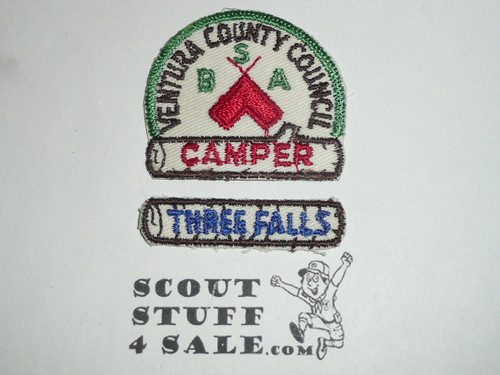 VENTURA COUNTY COUNCIL
B S A
CAMPER
THREE FALLS
SCOUT
STUFF
4 SALE.COM